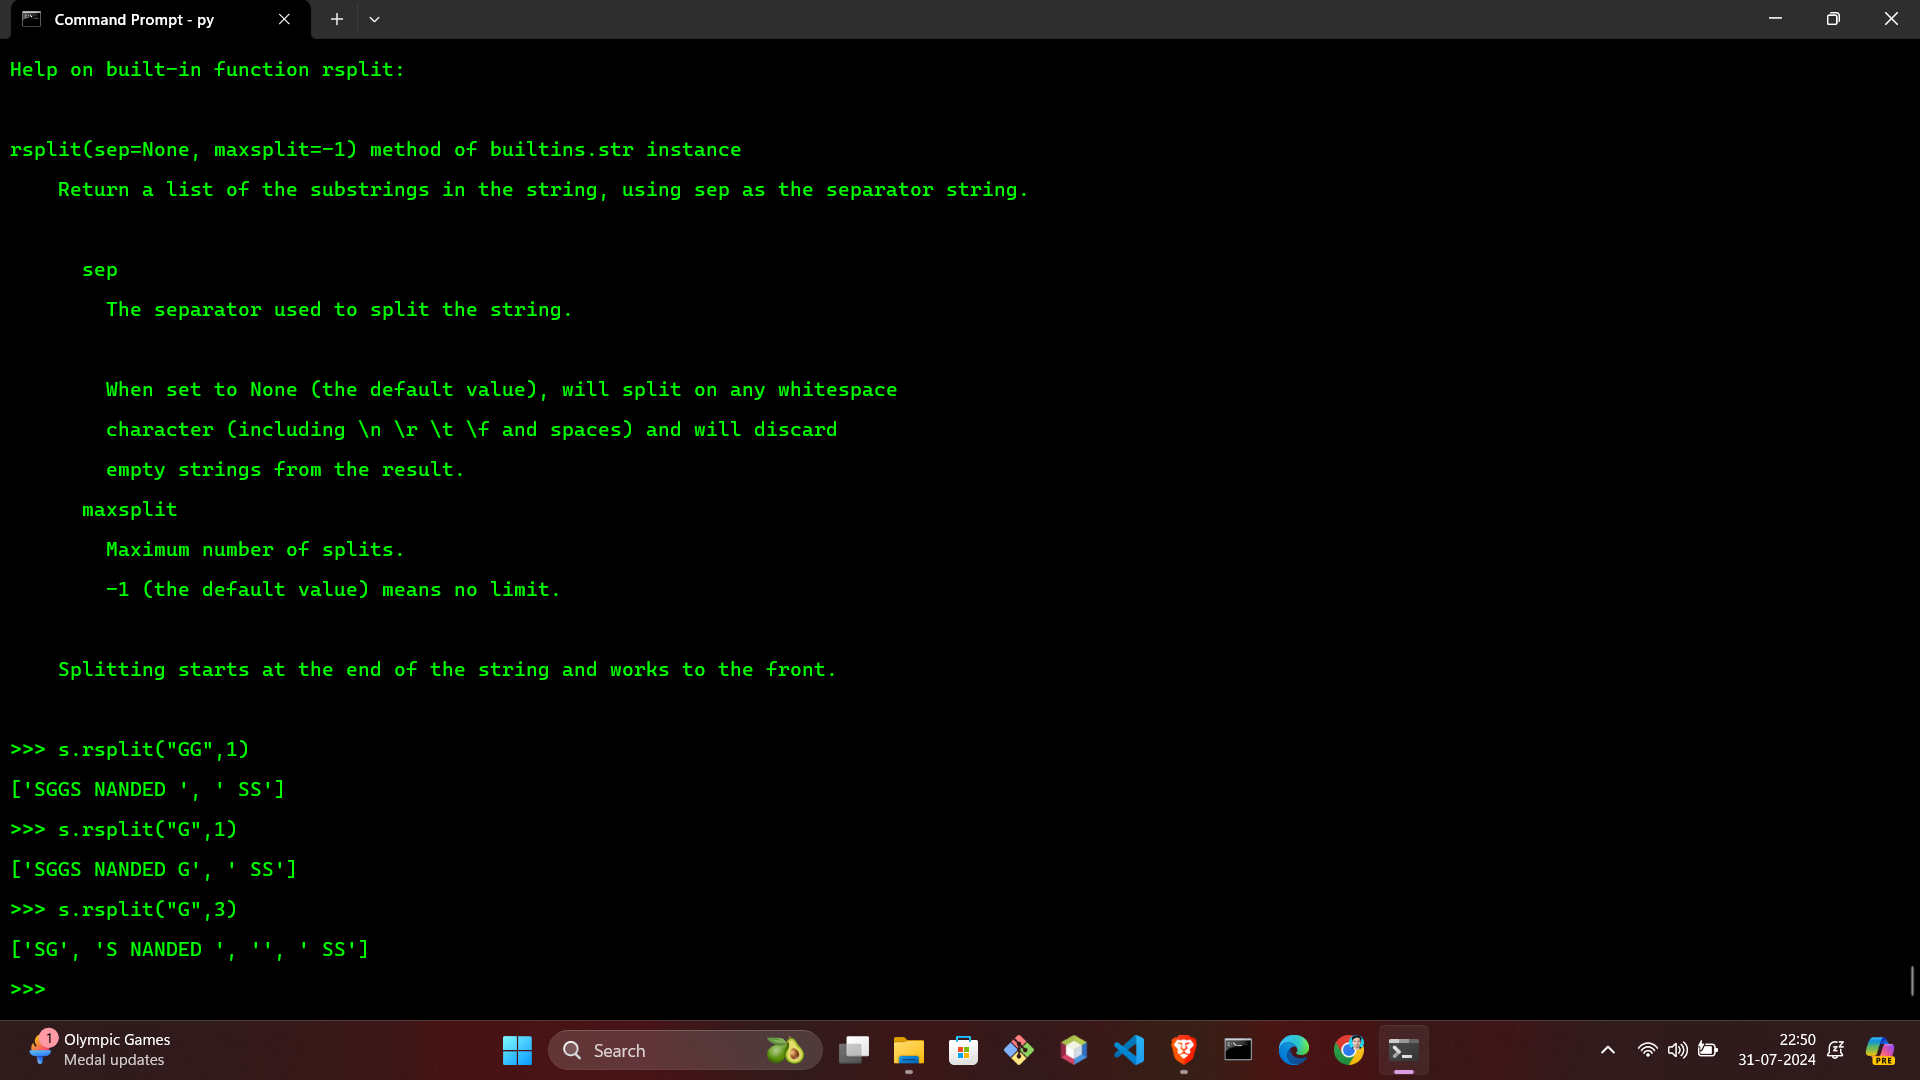 Command Prompt - py
Help on built-in function rsplit:
rsplit(sep=None, maxsplit=-1) method of builtins.str instance
Return a list of the substrings in the string, using sep as the separator string.
sep
The separator used to split the string.
When set to None (the default value), will split on any whitespace
character (including \n \r \t \f and spaces) and will discard
empty strings from the result.
maxsplit
Maximum number of splits.
-1 (the default value) means no limit.
Splitting starts at the end of the string and works to the front.
>>> s.rsplit("GG",1)
['SGGS NANDED ', ' SS']
>>> s.rsplit("G",1)
['SGGS NANDED G', ' SS']
>>> s.rsplit("G",3)
['SG', 'S NANDED ', '', ' SS']
>>>
1
Olympic Games
Medal updates
Search
22:50
31-07-2024
PRE